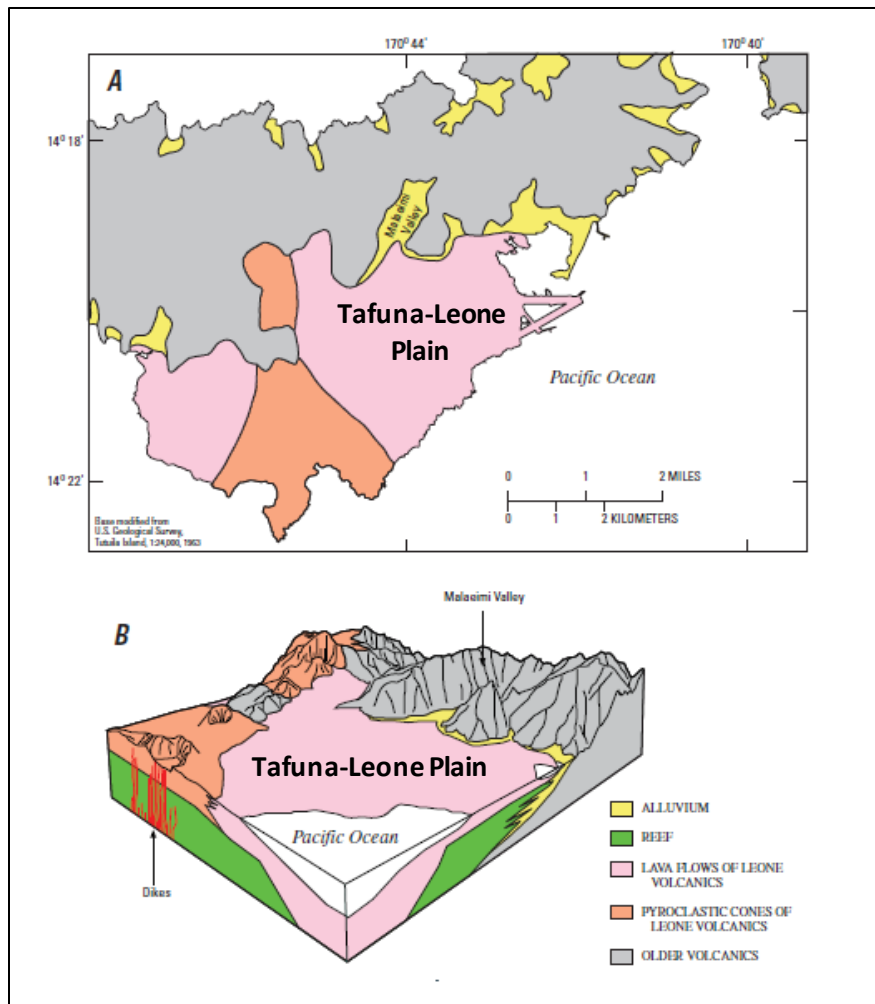 A
170° 44'
170° 40'
14° 18'
14° 22'
Malaeimi
Valley
Tafuna-Leone
Plain
Pacific Ocean
0 1 2 MILES
0 1 2 KILOMETERS
Base modified from
U.S. Geological Survey,
Tutuila Island, 1:24,000, 1963
B
Malaeimi Valley
Tafuna-Leone Plain
Pacific Ocean
Dikes
ALLUVIUM
REEF
LAVA FLOWS OF LEONE
VOLCANICS
PYROCLASTIC CONES OF
LEONE VOLCANICS
OLDER VOLCANICS